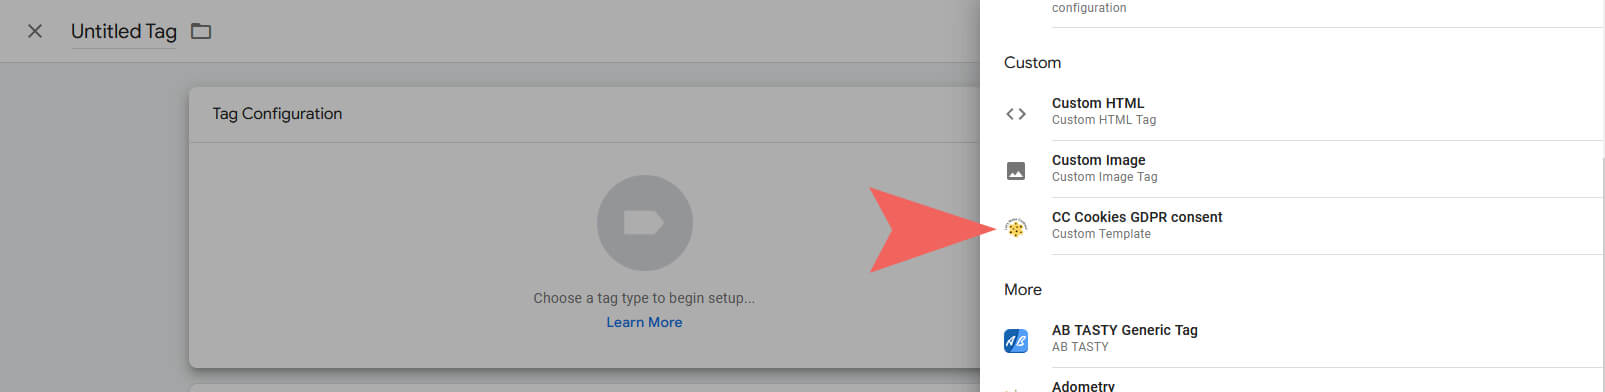 Untitled Tag
Tag Configuration
Choose a tag type to begin setup...
Learn More
configuration
Custom
Custom HTML
Custom HTML Tag
Custom Image
Custom Image Tag
CC Cookies GDPR consent
Custom Template
More
AB
AB TASTY Generic Tag
AB TASTY
Adometry